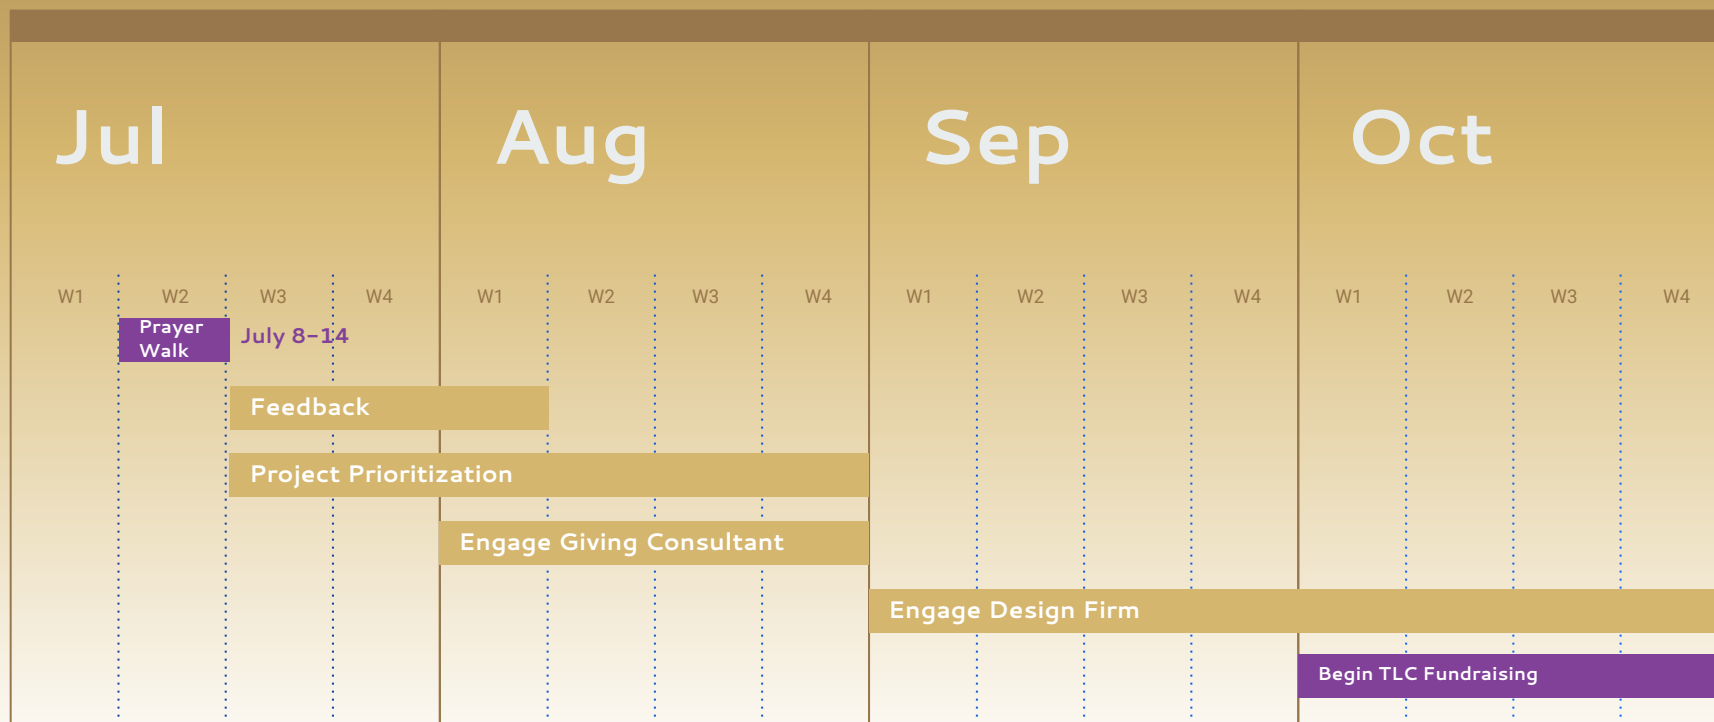 Jul Aug Sep Oct
W1 W2 W3 W4 W1 W2 W3 W4 W1 W2 W3 W4 W1 W2 W3 W4
Prayer
Walk
July 8-14
Feedback
Project Prioritization
Engage Giving Consultant
Engage Design Firm
Begin TLC Fundraising